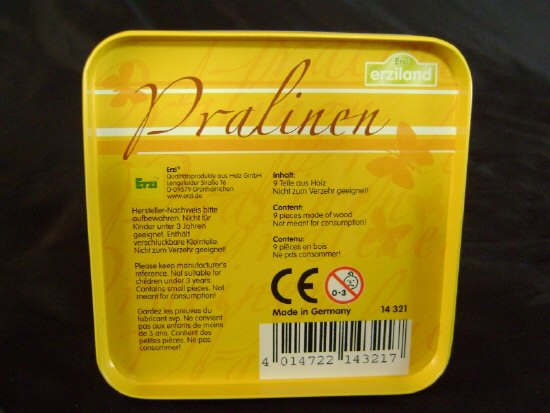 Erzi
erziland
Pralinen
Erzi
Erzi®
Qualitätsprodukte aus Holz GmbH
Lengefelder Straße 16
D-09579 Grünhainichen
www.erzi.de
Hersteller-Nachweis bitte
aufbewahren. Nicht für
Kinder unter 3 Jahren
geeignet. Enthält
verschluckbare Kleinteile.
Nicht zum Verzehr geeignet!
Please keep manufacturer's
reference. Not suitable for
children under 3 years.
Contains small pieces. Not
meant for consumption!
Gardez les preuves du
fabricant svp. Ne convient
pas aux enfants de moins
de 3 ans. Contient des
petites pièces. Ne pas
consommer!
Inhalt:
9 Teile aus Holz
Nicht zum Verzehr geeignet!
Content:
9 pieces made of wood
Not meant for consumption!
Contenu:
9 pièces en bois
Ne pas consommer!
CE
0-3
Made in Germany
14 321
4 014722 143217